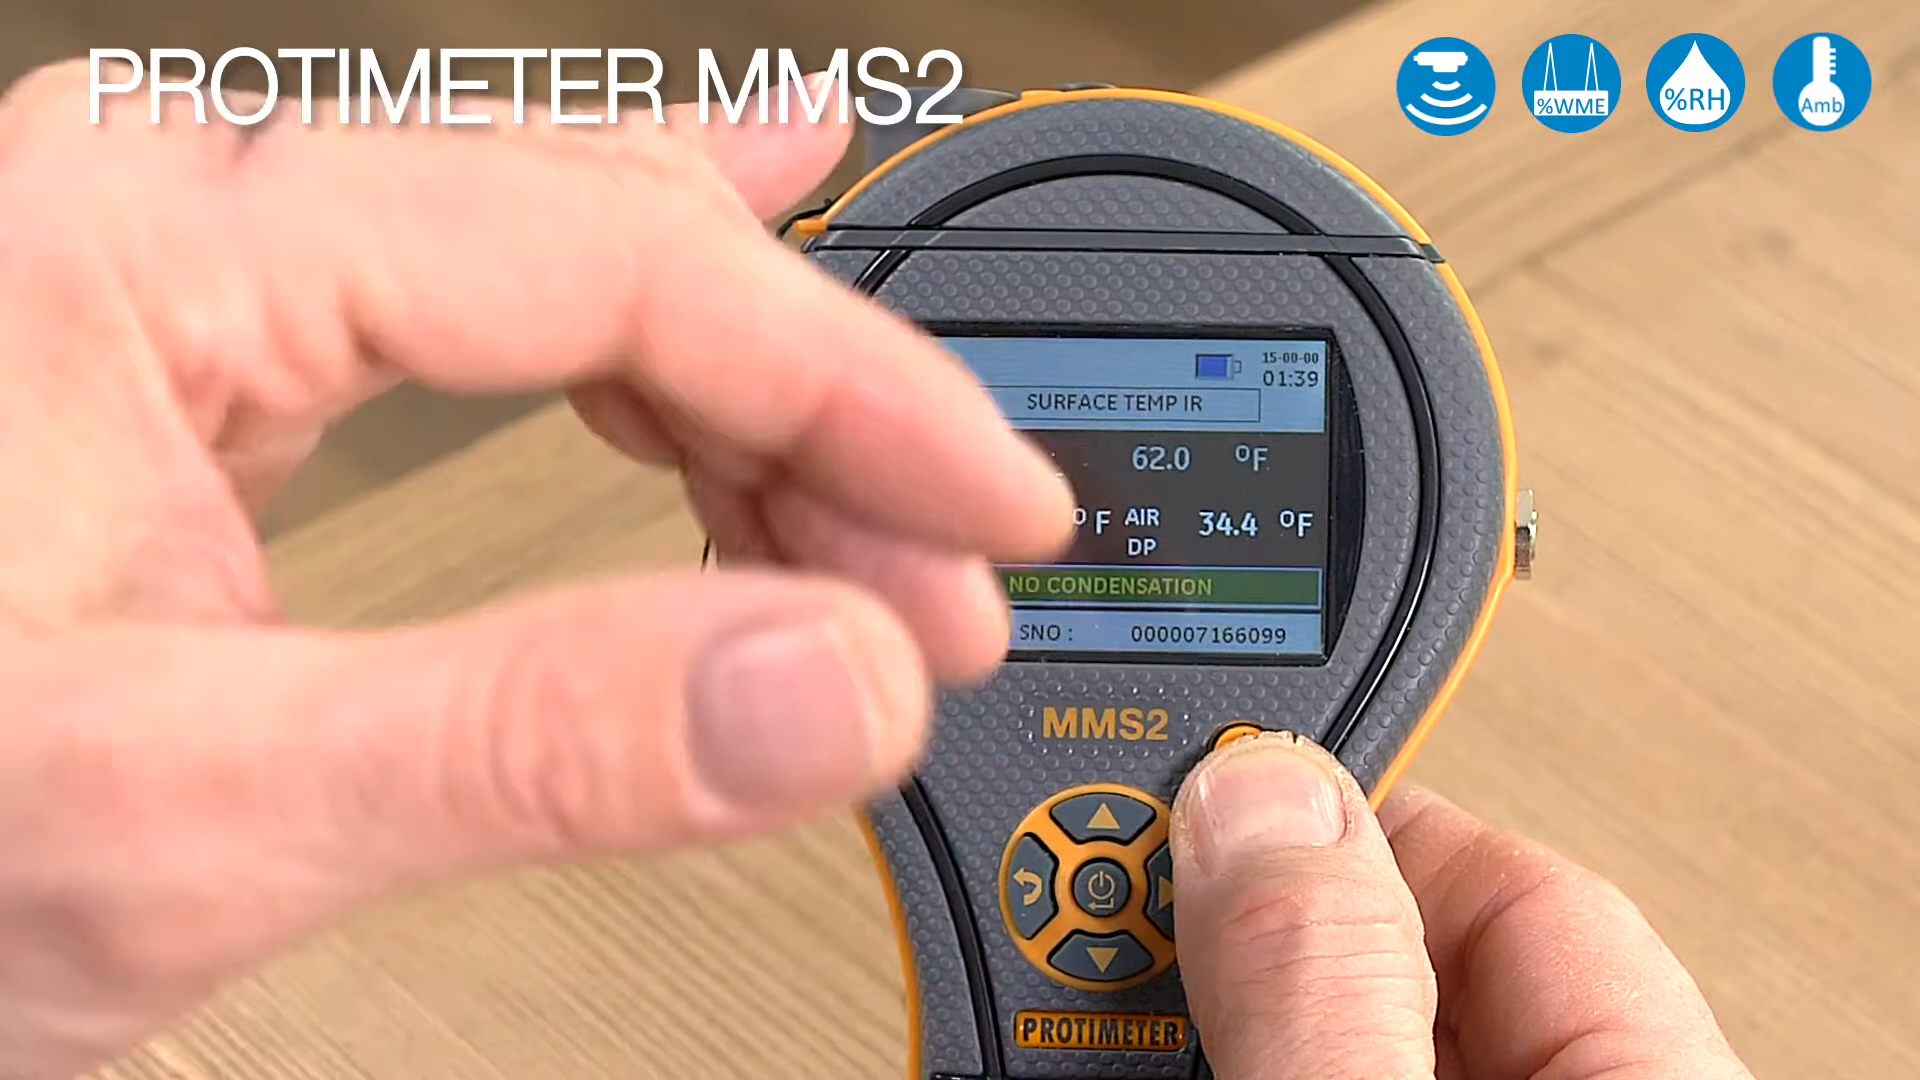 PROTIMETER MMS2
%WME
%RH
Amb
15-00-00
01:39
SURFACE TEMP IR
62.0 °F
°F AIR 34.4 °F
DP
NO CONDENSATION
SNO : 000007166099
MMS2
PROTIMETER